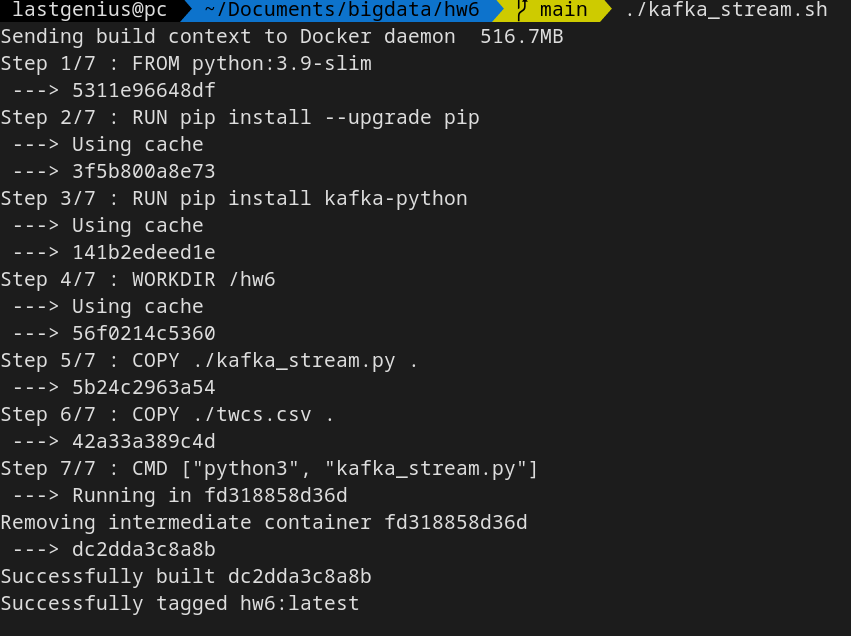 lastgenius@pc ~/Documents/bigdata/hw6 main ./kafka_stream.sh
Sending build context to Docker daemon  516.7MB
Step 1/7 : FROM python:3.9-slim
 ---> 5311e96648df
Step 2/7 : RUN pip install --upgrade pip
 ---> Using cache
 ---> 3f5b800a8e73
Step 3/7 : RUN pip install kafka-python
 ---> Using cache
 ---> 141b2edeed1e
Step 4/7 : WORKDIR /hw6
 ---> Using cache
 ---> 56f0214c5360
Step 5/7 : COPY ./kafka_stream.py .
 ---> 5b24c2963a54
Step 6/7 : COPY ./twcs.csv .
 ---> 42a33a389c4d
Step 7/7 : CMD ["python3", "kafka_stream.py"]
 ---> Running in fd318858d36d
Removing intermediate container fd318858d36d
 ---> dc2dda3c8a8b
Successfully built dc2dda3c8a8b
Successfully tagged hw6:latest